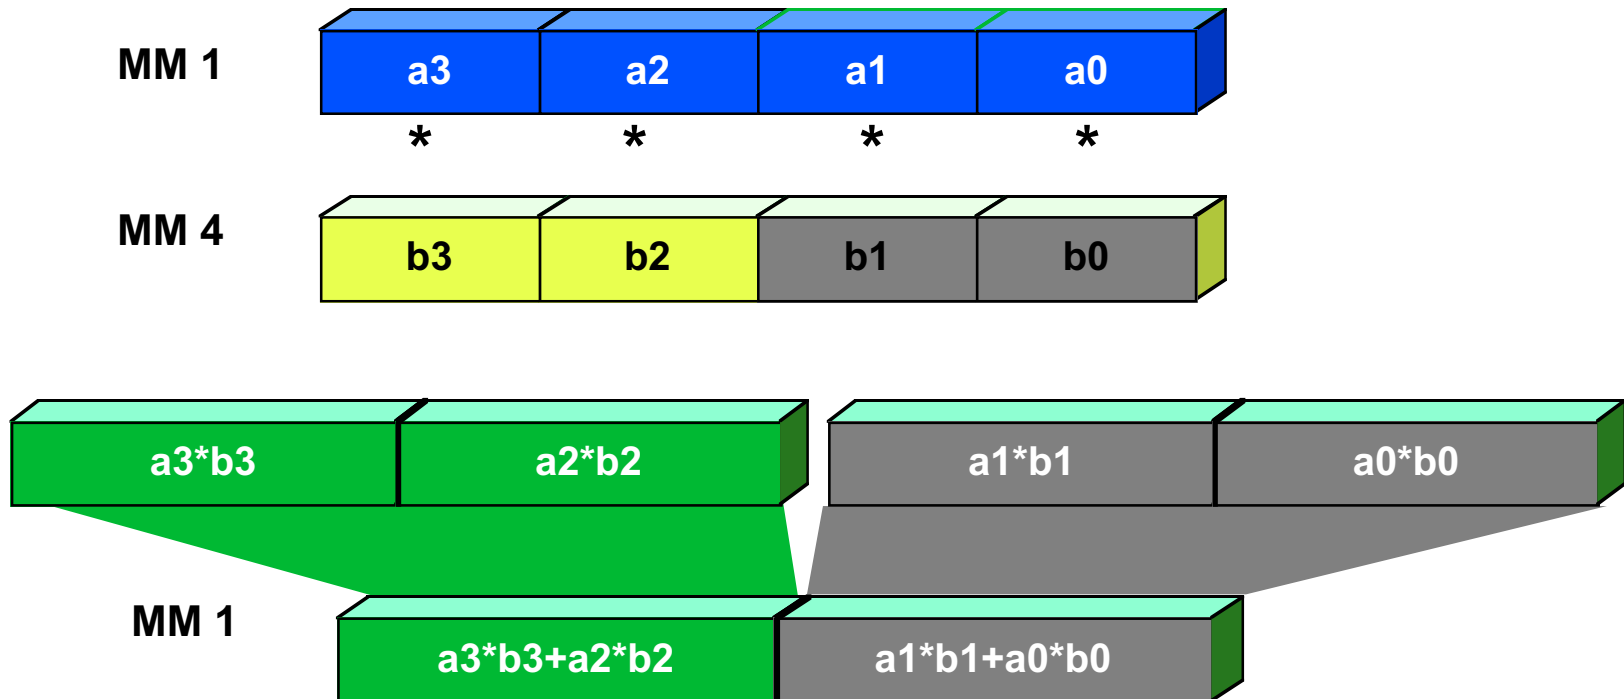 MM 1 a3 a2 a1 a0
* * * *
MM 4 b3 b2 b1 b0
a3*b3 a2*b2 a1*b1 a0*b0
MM 1 a3*b3+a2*b2 a1*b1+a0*b0